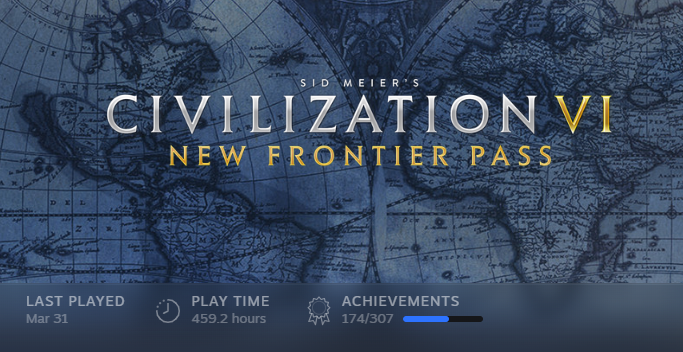 SID MEIER'S
CIVILIZATION VI
NEW FRONTIER PASS
LAST PLAYED
Mar 31
PLAY TIME
459.2 hours
ACHIEVEMENTS
174/307